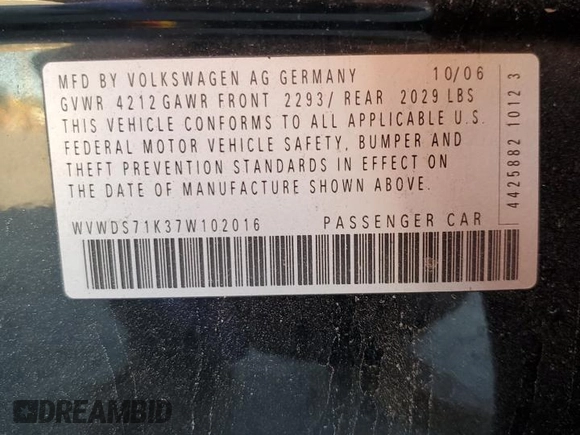 MFD BY VOLKSWAGEN AG GERMANY 10/06
GVWR 4212 GAWR FRONT 2293/ REAR 2029 LBS
THIS VEHICLE CONFORMS TO ALL APPLICABLE U.S.
FEDERAL MOTOR VEHICLE SAFETY, BUMPER AND
THEFT PREVENTION STANDARDS IN EFFECT ON
THE DATE OF MANUFACTURE SHOWN ABOVE.
WVWDS71K37W102016 PASSENGER CAR
4425882 10123
DREAMBID